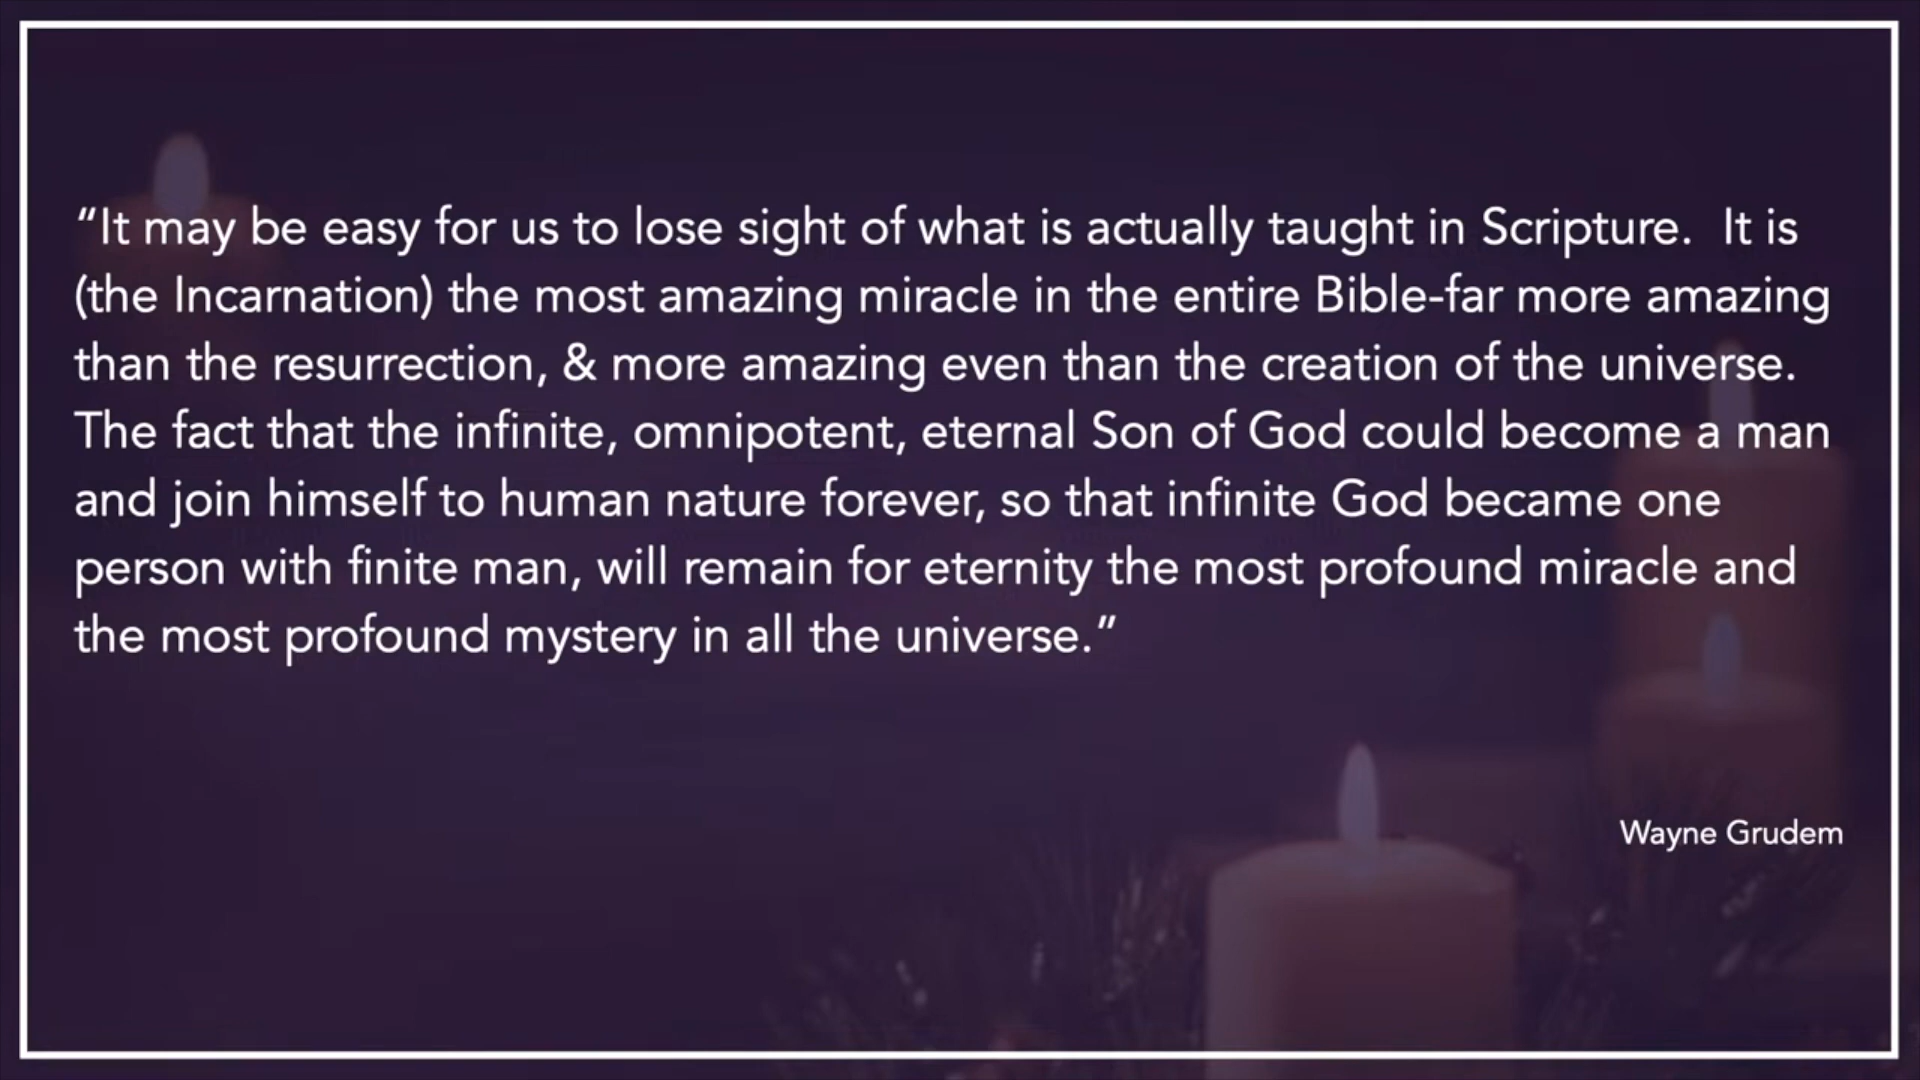 “It may be easy for us to lose sight of what is actually taught in Scripture.  It is
(the Incarnation) the most amazing miracle in the entire Bible-far more amazing
than the resurrection, & more amazing even than the creation of the universe.
The fact that the infinite, omnipotent, eternal Son of God could become a man
and join himself to human nature forever, so that infinite God became one
person with finite man, will remain for eternity the most profound miracle and
the most profound mystery in all the universe.”
Wayne Grudem